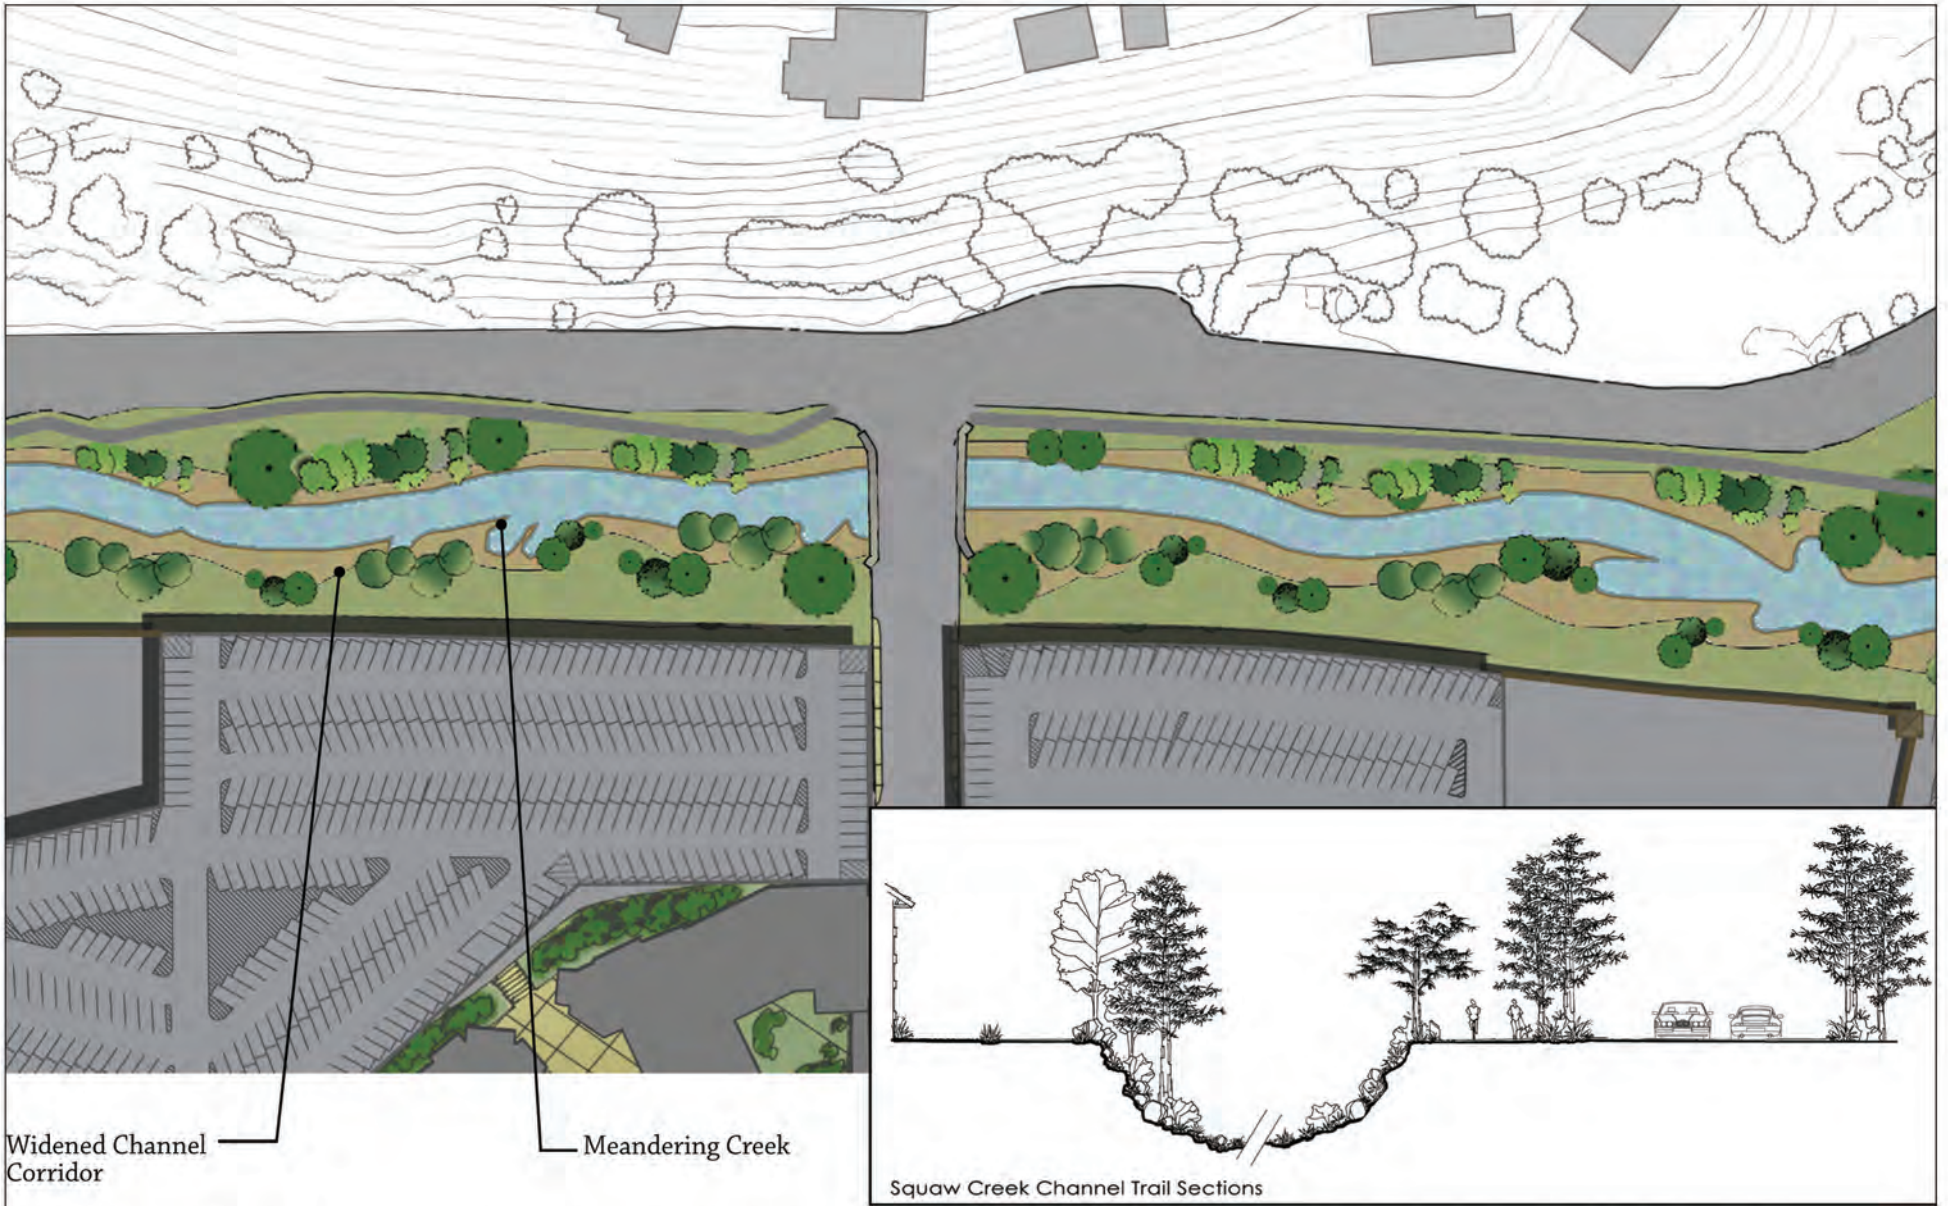 Widened Channel
Corridor
Meandering Creek
Squaw Creek Channel Trail Sections